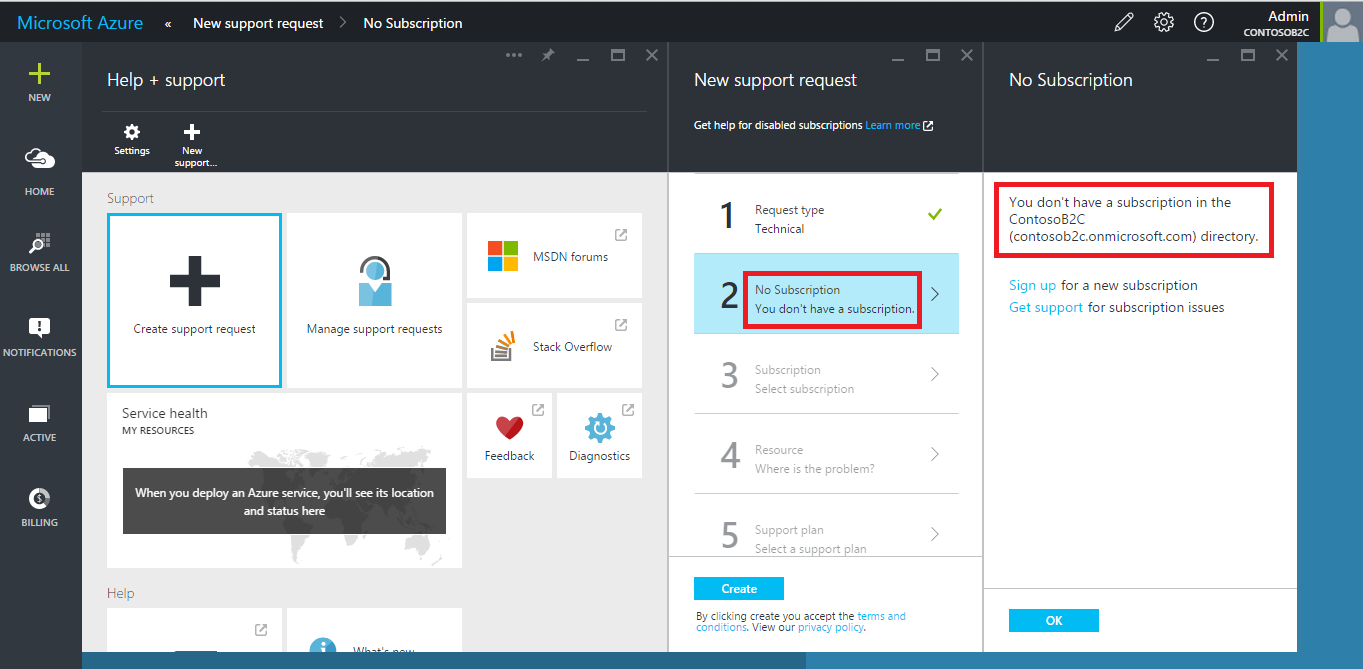 Microsoft Azure « New support request > No Subscription
Admin
CONTOSOB2C
NEW
HOME
BROWSE ALL
NOTIFICATIONS
ACTIVE
BILLING
Help + support
Settings
New
support...
Support
Create support request
Manage support requests
MSDN forums
Stack Overflow
Service health
MY RESOURCES
When you deploy an Azure service, you'll see its location
and status here
Feedback
Diagnostics
Help
What's new
New support request
Get help for disabled subscriptions Learn more
1 Request type
Technical
2 No Subscription
You don't have a subscription.
3 Subscription
Select subscription
4 Resource
Where is the problem?
5 Support plan
Select a support plan
Create
By clicking create you accept the terms and
conditions. View our privacy policy.
No Subscription
You don't have a subscription in the
ContosoB2C
(contosob2c.onmicrosoft.com) directory.
Sign up for a new subscription
Get support for subscription issues
OK